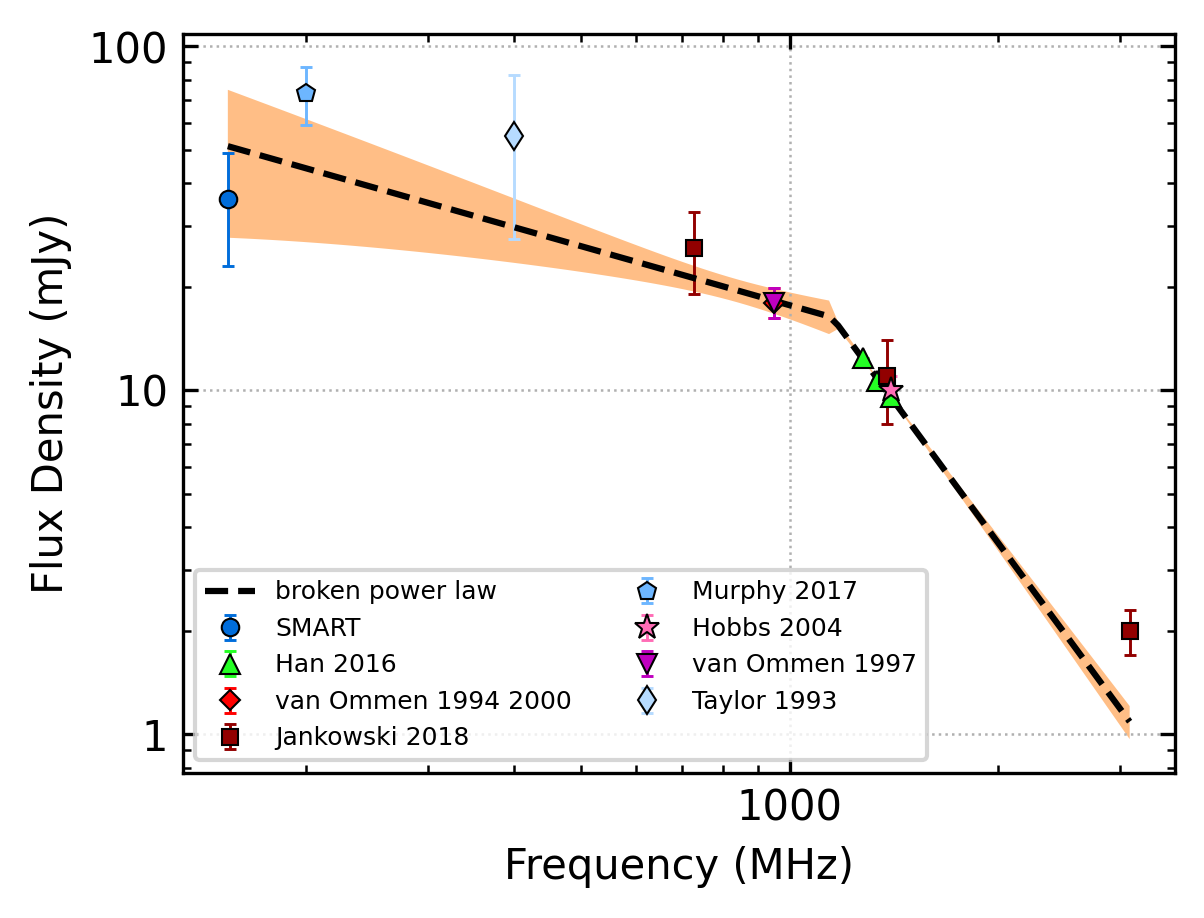 100
10
1
Flux Density (mJy)
broken power law
SMART
Han 2016
van Ommen 1994 2000
Jankowski 2018
Murphy 2017
Hobbs 2004
van Ommen 1997
Taylor 1993
1000
Frequency (MHz)